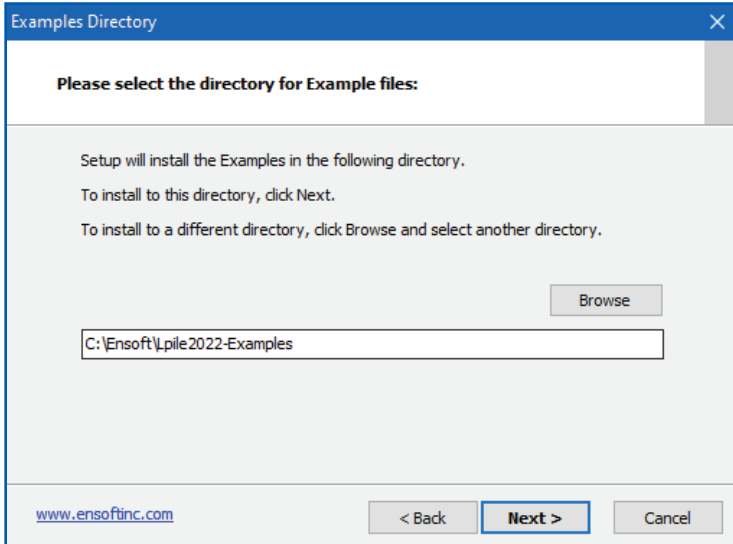 Examples Directory
Please select the directory for Example files:
Setup will install the Examples in the following directory.
To install to this directory, click Next.
To install to a different directory, click Browse and select another directory.
Browse
C:\Ensoft\Lpile2022-Examples
www.ensoftinc.com
< Back
Next >
Cancel